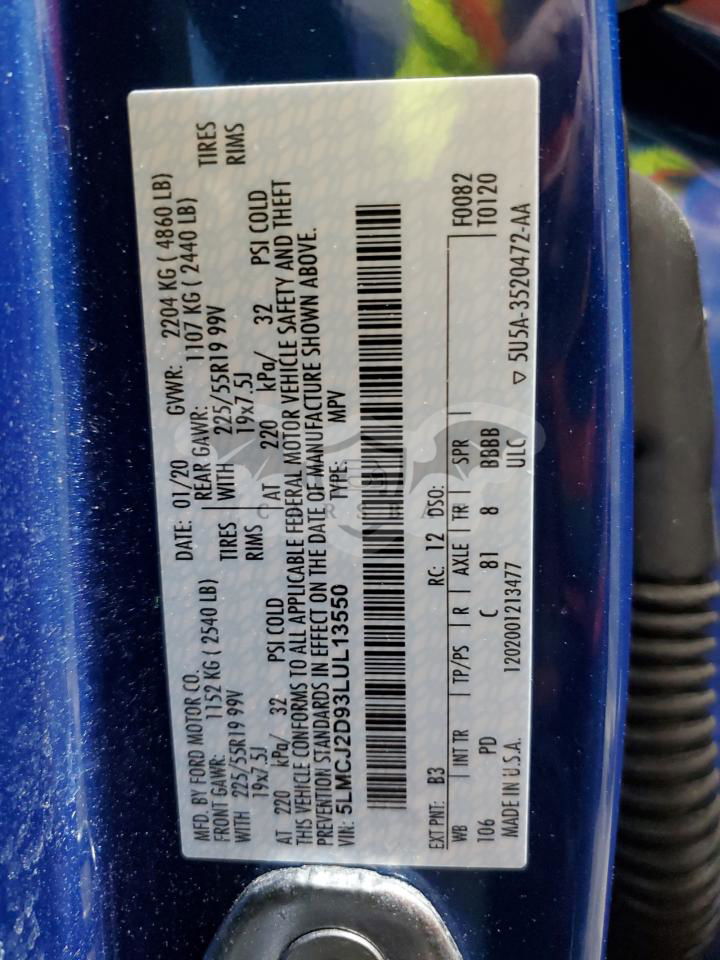 MFD. BY FORD MOTOR CO.
DATE: 01/20 GVWR: 2204 KG ( 4860 LB)
FRONT GAWR: 1152 KG ( 2540 LB) REAR GAWR: 1107 KG ( 2440 LB)
WITH 225/55R19 99V TIRES WITH 225/55R19 99V TIRES
19x7.5J RIMS 19x7.5J RIMS
AT 220 kPa/ 32 PSI COLD AT 220 kPa/ 32 PSI COLD
THIS VEHICLE CONFORMS TO ALL APPLICABLE FEDERAL MOTOR VEHICLE SAFETY AND THEFT
PREVENTION STANDARDS IN EFFECT ON THE DATE OF MANUFACTURE SHOWN ABOVE.
VIN: 5LMCJ2D93LUL13550 TYPE: MPV
EXT PNT: B3 RC: 12 DSO: F0082
WB INT TR TP/PS R AXLE TR SPR T0120
106 PD C 81 8 BBBB
MADE IN U.S.A. 1202001213477 ULC ▽ 5U5A-3520472-AA